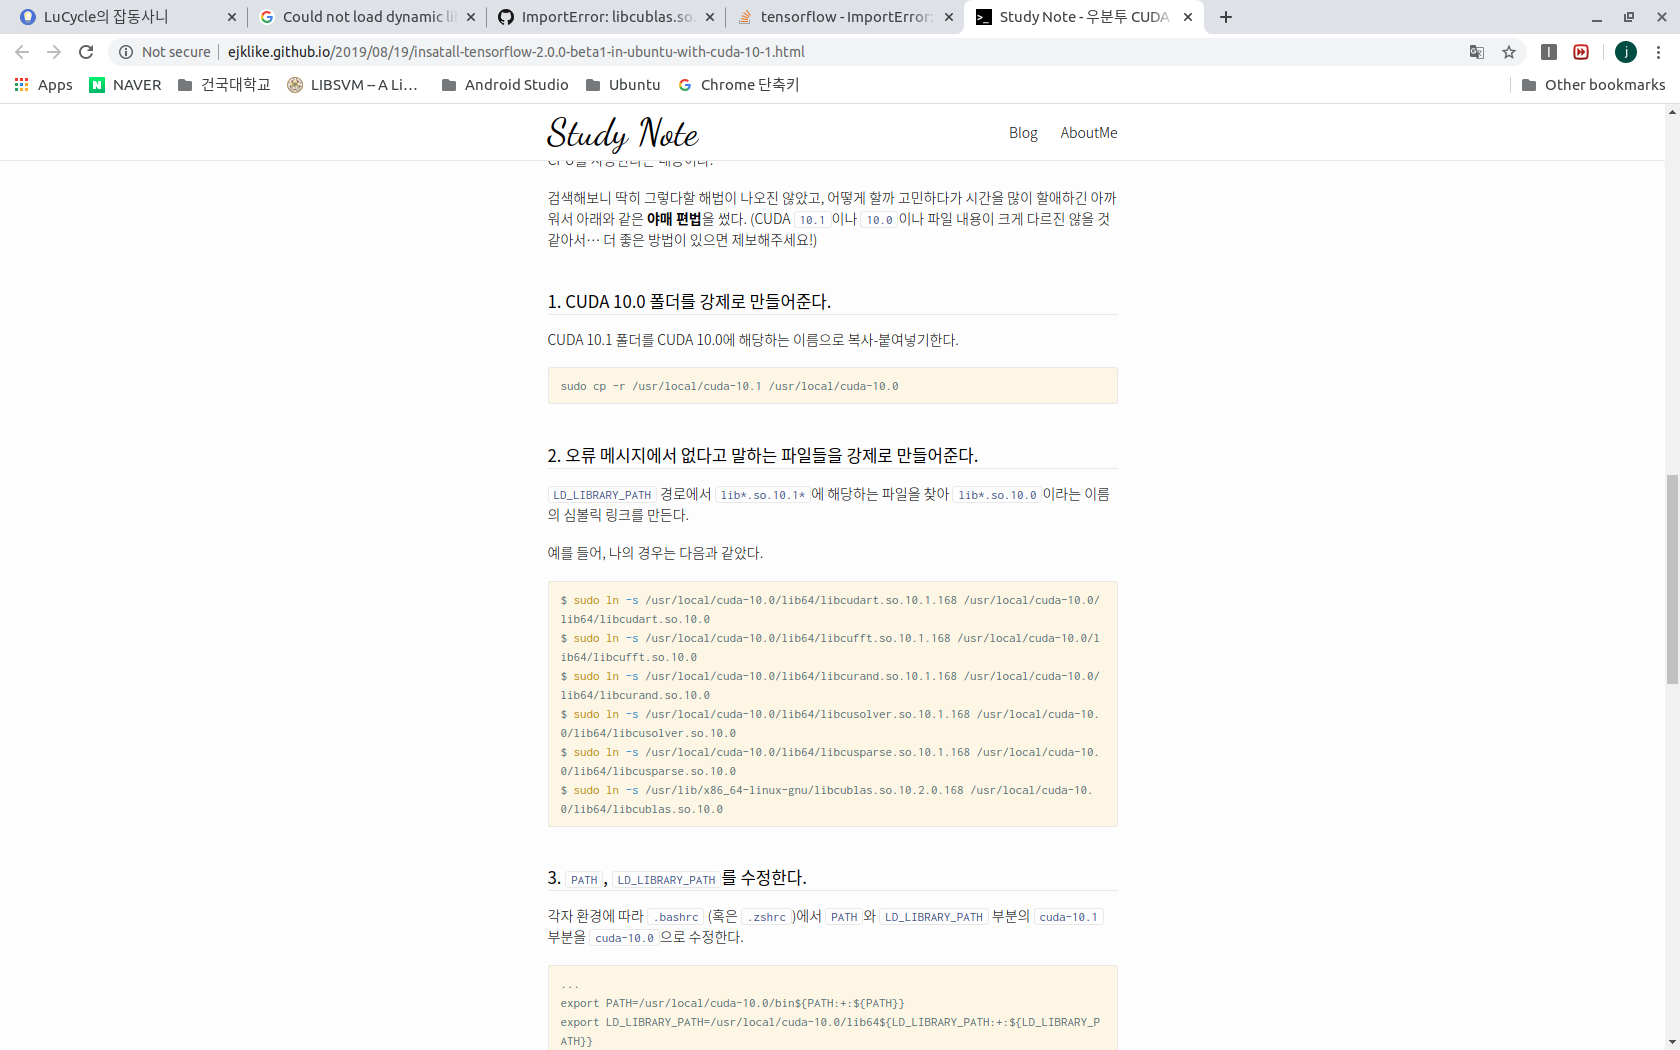 LuCycle의 잡동사니
Could not load dynamic li
ImportError: libcublas.so.
tensorflow - ImportError:
Study Note - 우분투 CUDA
Not secure
ejklike.github.io/2019/08/19/insatall-tensorflow-2.0.0-beta1-in-ubuntu-with-cuda-10-1.html
j
Apps
NAVER
건국대학교
LIBSVM -- A Li...
Android Studio
Ubuntu
Chrome 단축키
Other bookmarks
Study Note
Blog
AboutMe
검색해보니 딱히 그렇다할 해법이 나오진 않았고, 어떻게 할까 고민하다가 시간을 많이 할애하긴 아까
워서 아래와 같은 야매 편법을 썼다. (CUDA 10.1 이나 10.0 이나 파일 내용이 크게 다르진 않을 것
같아서… 더 좋은 방법이 있으면 제보해주세요!)
1. CUDA 10.0 폴더를 강제로 만들어준다.
CUDA 10.1 폴더를 CUDA 10.0에 해당하는 이름으로 복사-붙여넣기한다.
sudo cp -r /usr/local/cuda-10.1 /usr/local/cuda-10.0
2. 오류 메시지에서 없다고 말하는 파일들을 강제로 만들어준다.
LD_LIBRARY_PATH 경로에서 lib*.so.10.1* 에 해당하는 파일을 찾아 lib*.so.10.0 이라는 이름
의 심볼릭 링크를 만든다.
예를 들어, 나의 경우는 다음과 같았다.
$ sudo ln -s /usr/local/cuda-10.0/lib64/libcudart.so.10.1.168 /usr/local/cuda-10.0/
lib64/libcudart.so.10.0
$ sudo ln -s /usr/local/cuda-10.0/lib64/libcufft.so.10.1.168 /usr/local/cuda-10.0/l
ib64/libcufft.so.10.0
$ sudo ln -s /usr/local/cuda-10.0/lib64/libcurand.so.10.1.168 /usr/local/cuda-10.0/
lib64/libcurand.so.10.0
$ sudo ln -s /usr/local/cuda-10.0/lib64/libcusolver.so.10.1.168 /usr/local/cuda-10.
0/lib64/libcusolver.so.10.0
$ sudo ln -s /usr/local/cuda-10.0/lib64/libcusparse.so.10.1.168 /usr/local/cuda-10.
0/lib64/libcusparse.so.10.0
$ sudo ln -s /usr/lib/x86_64-linux-gnu/libcublas.so.10.2.0.168 /usr/local/cuda-10.
0/lib64/libcublas.so.10.0
3. PATH , LD_LIBRARY_PATH 를 수정한다.
각자 환경에 따라 .bashrc (혹은 .zshrc )에서 PATH 와 LD_LIBRARY_PATH 부분의 cuda-10.1
부분을 cuda-10.0 으로 수정한다.
...
export PATH=/usr/local/cuda-10.0/bin${PATH:+:${PATH}}
export LD_LIBRARY_PATH=/usr/local/cuda-10.0/lib64${LD_LIBRARY_PATH:+:${LD_LIBRARY_P
ATH}}